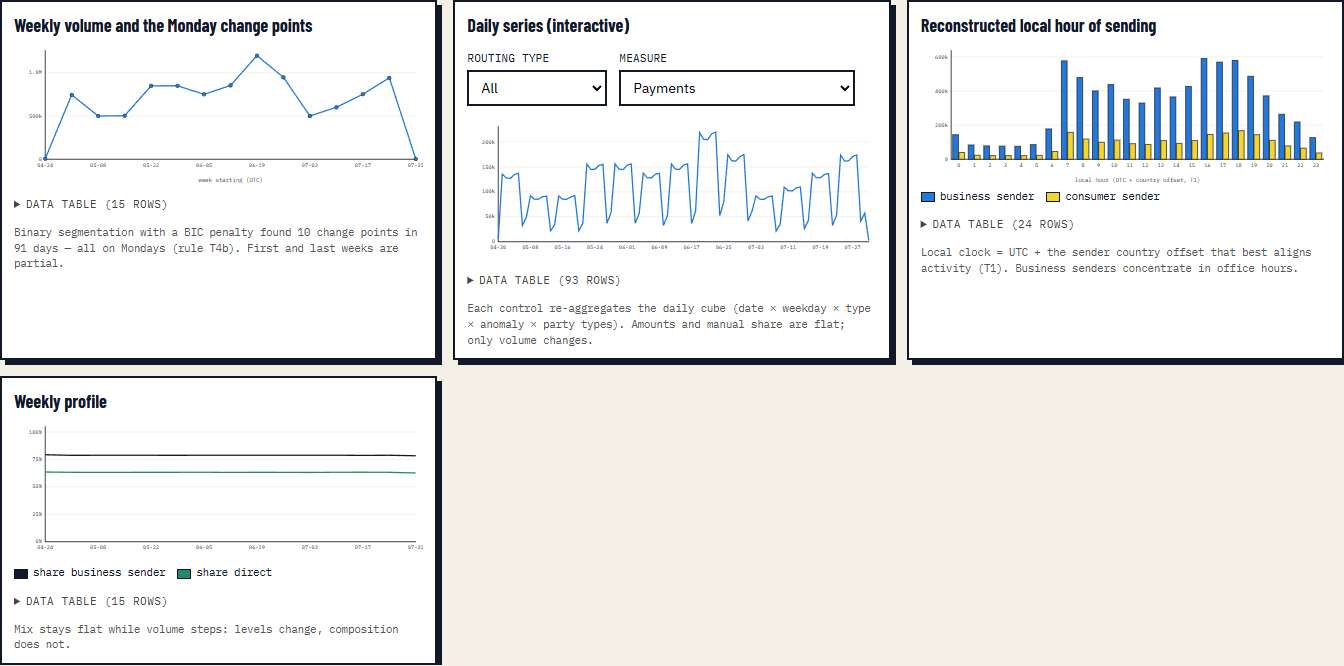 Weekly volume and the Monday change points
1.0M
500k
0
04-24 05-08 05-22 06-05 06-19 07-03 07-17 07-31
week starting (UTC)
▶ DATA TABLE (15 ROWS)
Binary segmentation with a BIC penalty found 10 change points in
91 days — all on Mondays (rule T4b). First and last weeks are
partial.
Daily series (interactive)
ROUTING TYPE MEASURE
All Payments
200k
150k
100k
50k
0
04-30 05-08 05-16 05-24 06-01 06-09 06-17 06-25 07-03 07-11 07-19 07-27
▶ DATA TABLE (93 ROWS)
Each control re-aggregates the daily cube (date × weekday × type
× anomaly × party types). Amounts and manual share are flat;
only volume changes.
Reconstructed local hour of sending
600k
400k
200k
0
0 1 2 3 4 5 6 7 8 9 10 11 12 13 14 15 16 17 18 19 20 21 22 23
local hour (UTC + country offset, T1)
business sender consumer sender
▶ DATA TABLE (24 ROWS)
Local clock = UTC + the sender country offset that best aligns
activity (T1). Business senders concentrate in office hours.
Weekly profile
100%
75%
50%
25%
0%
04-24 05-08 05-22 06-05 06-19 07-03 07-17 07-31
share business sender share direct
▶ DATA TABLE (15 ROWS)
Mix stays flat while volume steps: levels change, composition
does not.